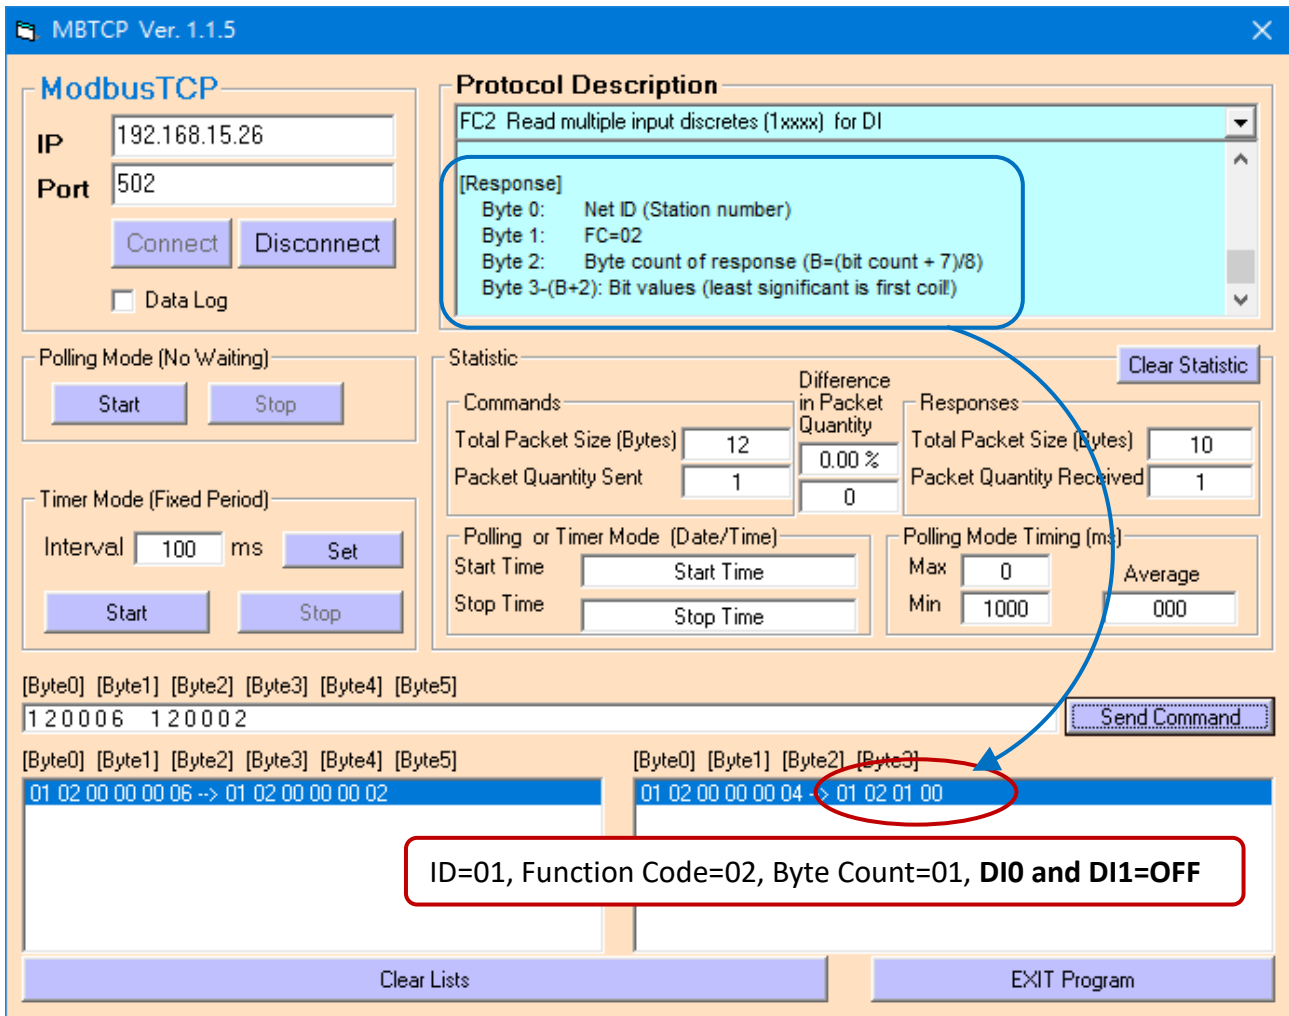 MBTCP Ver. 1.1.5
ModbusTCP
IP 192.168.15.26
Port 502
Connect Disconnect
Data Log
Protocol Description
FC2 Read multiple input discretes (1xxxx) for DI
[Response]
Byte 0: Net ID (Station number)
Byte 1: FC=02
Byte 2: Byte count of response (B=(bit count + 7)/8)
Byte 3-(B+2): Bit values (least significant is first coil!)
Polling Mode (No Waiting)
Start Stop
Timer Mode (Fixed Period)
Interval 100 ms Set
Start Stop
Statistic
Clear Statistic
Commands
Total Packet Size (Bytes) 12
Packet Quantity Sent 1
Difference
in Packet
Quantity
0.00 %
0
Responses
Total Packet Size (Bytes) 10
Packet Quantity Received 1
Polling or Timer Mode (Date/Time)
Start Time Start Time
Stop Time Stop Time
Polling Mode Timing (ms)
Max 0
Min 1000
Average
000
[Byte0] [Byte1] [Byte2] [Byte3] [Byte4] [Byte5]
1 2 0 0 0 6 1 2 0 0 0 2
Send Command
[Byte0] [Byte1] [Byte2] [Byte3] [Byte4] [Byte5]
01 02 00 00 00 06 --> 01 02 00 00 00 02
[Byte0] [Byte1] [Byte2] [Byte3]
01 02 00 00 00 04 --> 01 02 01 00
ID=01, Function Code=02, Byte Count=01, DI0 and DI1=OFF
Clear Lists
EXIT Program